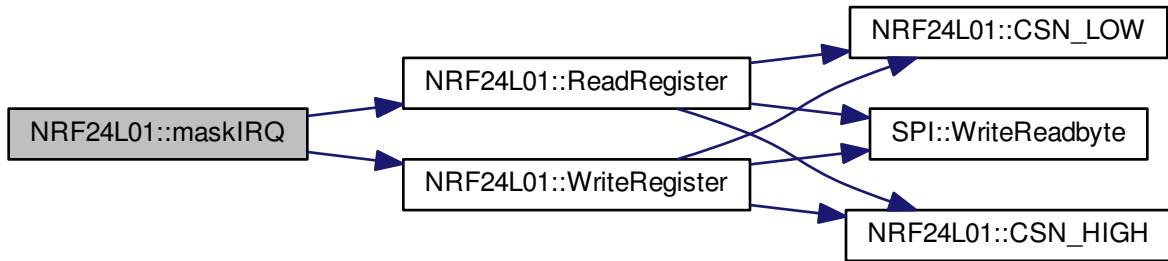 NRF24L01::maskIRQ
NRF24L01::ReadRegister
NRF24L01::WriteRegister
NRF24L01::CSN_LOW
SPI::WriteReadbyte
NRF24L01::CSN_HIGH